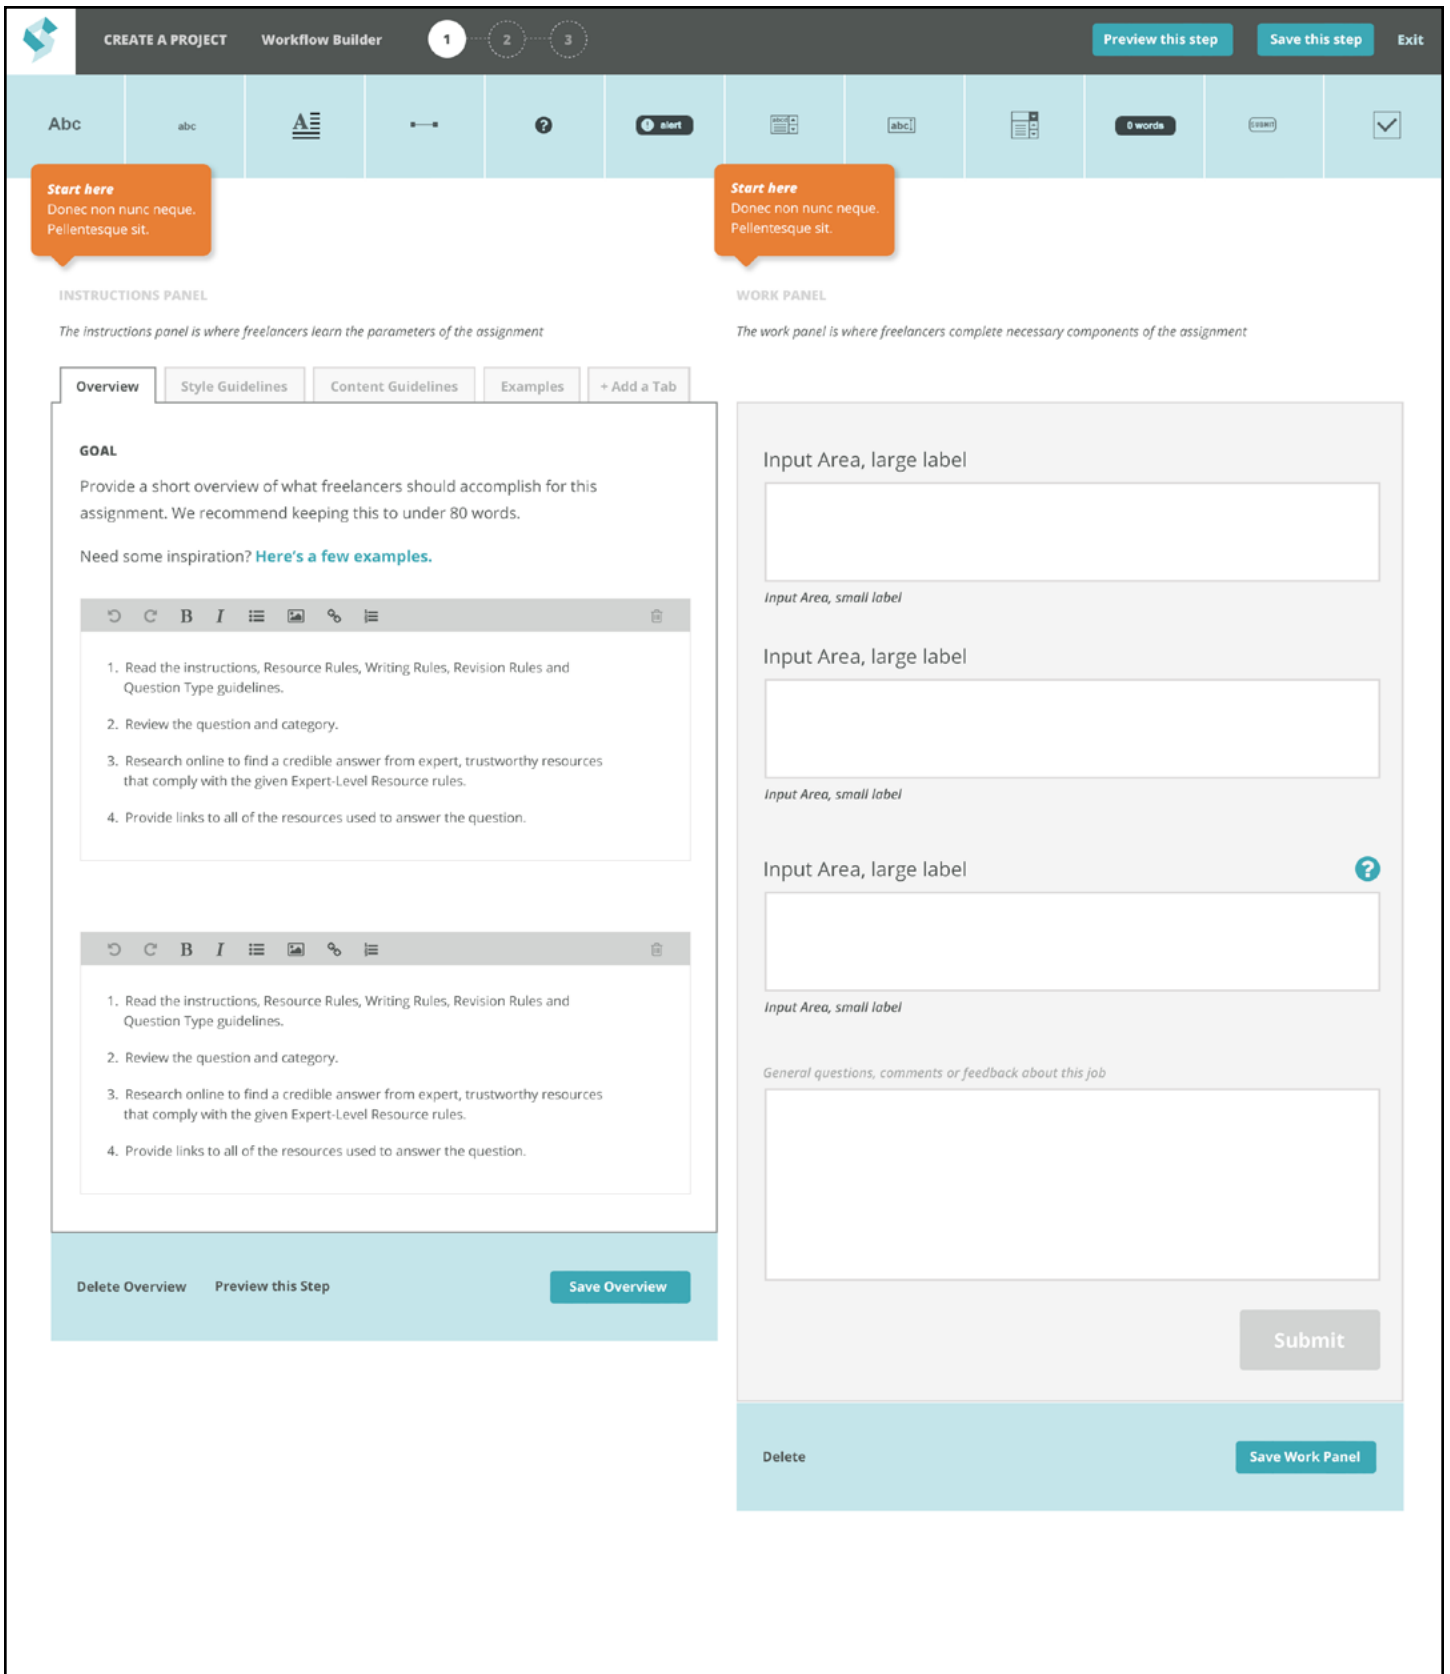 CREATE A PROJECT Workflow Builder 1 2 3 Preview this step Save this step Exit
Abc abc A ? ! alert abcd abc 0 words SUBMIT
Start here
Donec non nunc neque.
Pellentesque sit.
Start here
Donec non nunc neque.
Pellentesque sit.
INSTRUCTIONS PANEL
The instructions panel is where freelancers learn the parameters of the assignment
Overview Style Guidelines Content Guidelines Examples + Add a Tab
GOAL
Provide a short overview of what freelancers should accomplish for this
assignment. We recommend keeping this to under 80 words.
Need some inspiration? Here's a few examples.
B I
1. Read the instructions, Resource Rules, Writing Rules, Revision Rules and
Question Type guidelines.
2. Review the question and category.
3. Research online to find a credible answer from expert, trustworthy resources
that comply with the given Expert-Level Resource rules.
4. Provide links to all of the resources used to answer the question.
B I
1. Read the instructions, Resource Rules, Writing Rules, Revision Rules and
Question Type guidelines.
2. Review the question and category.
3. Research online to find a credible answer from expert, trustworthy resources
that comply with the given Expert-Level Resource rules.
4. Provide links to all of the resources used to answer the question.
Delete Overview Preview this Step Save Overview
WORK PANEL
The work panel is where freelancers complete necessary components of the assignment
Input Area, large label
Input Area, small label
Input Area, large label
Input Area, small label
Input Area, large label ?
Input Area, small label
General questions, comments or feedback about this job
Submit
Delete Save Work Panel